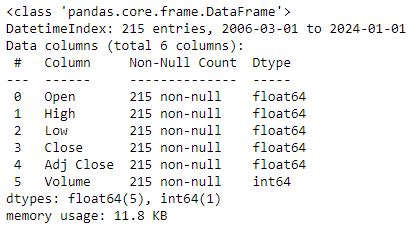 <class 'pandas.core.frame.DataFrame'>
DatetimeIndex: 215 entries, 2006-03-01 to 2024-01-01
Data columns (total 6 columns):
 #   Column     Non-Null Count  Dtype
---  ------     --------------  -----
 0   Open       215 non-null    float64
 1   High       215 non-null    float64
 2   Low        215 non-null    float64
 3   Close      215 non-null    float64
 4   Adj Close  215 non-null    float64
 5   Volume     215 non-null    int64
dtypes: float64(5), int64(1)
memory usage: 11.8 KB